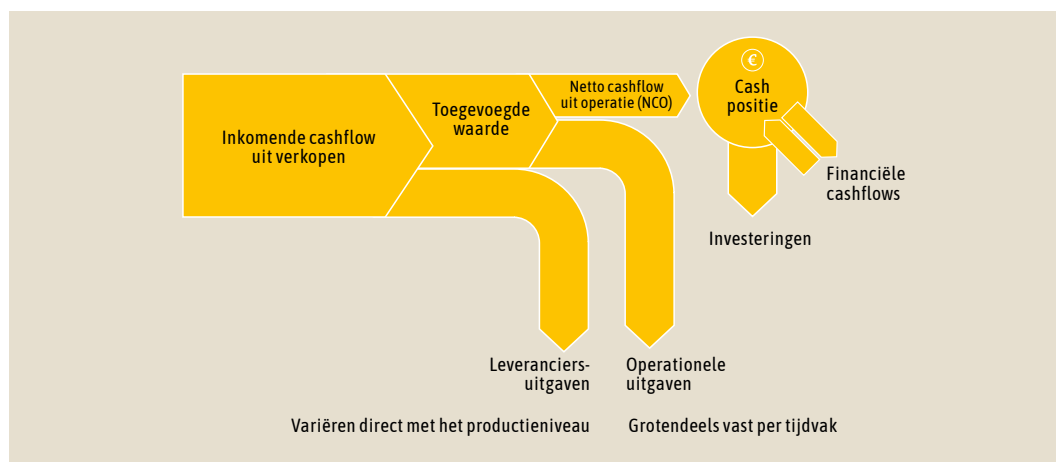 Inkomende cashflow
uit verkopen
Toegevoegde
waarde
Netto cashflow
uit operatie (NCO)
€
Cash
positie
Financiële
cashflows
Investeringen
Leveranciers-
uitgaven
Operationele
uitgaven
Variëren direct met het productieniveau
Grotendeels vast per tijdvak